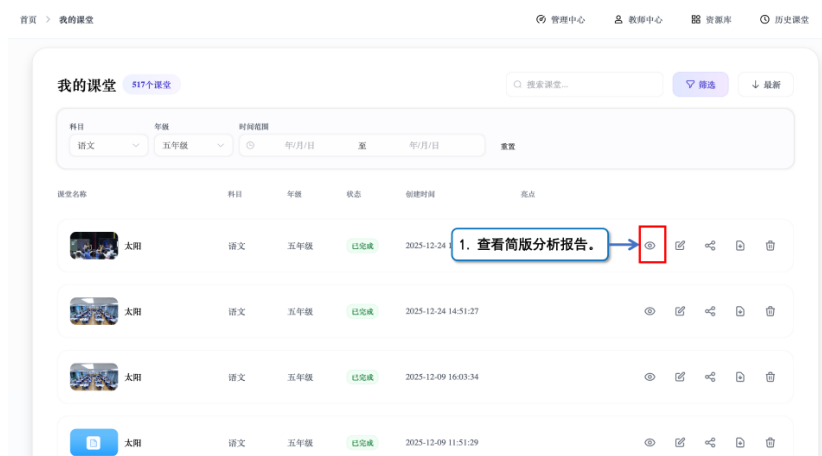 首页 > 我的课堂 管理中心 教师中心 资源库 历史课堂
我的课堂 517个课堂 搜索课堂... 筛选 最新
科目 年级 时间范围
语文 五年级 年/月/日 至 年/月/日 重置
课堂名称 科目 年级 状态 创建时间 亮点
太阳 语文 五年级 已完成 2025-12-24 1. 查看简版分析报告。
太阳 语文 五年级 已完成 2025-12-24 14:51:27
太阳 语文 五年级 已完成 2025-12-09 16:03:34
太阳 语文 五年级 已完成 2025-12-09 11:51:29